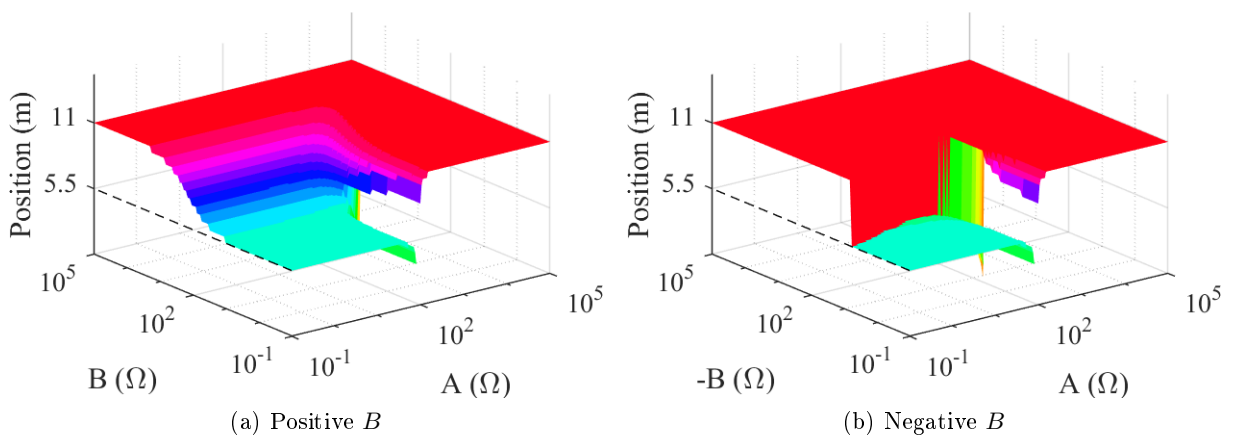 Position (m)
11
5.5
10^5
10^2
10^-1
B (Ω)
10^-1
10^2
10^5
A (Ω)
(a) Positive B
Position (m)
11
5.5
10^5
10^2
10^-1
-B (Ω)
10^-1
10^2
10^5
A (Ω)
(b) Negative B